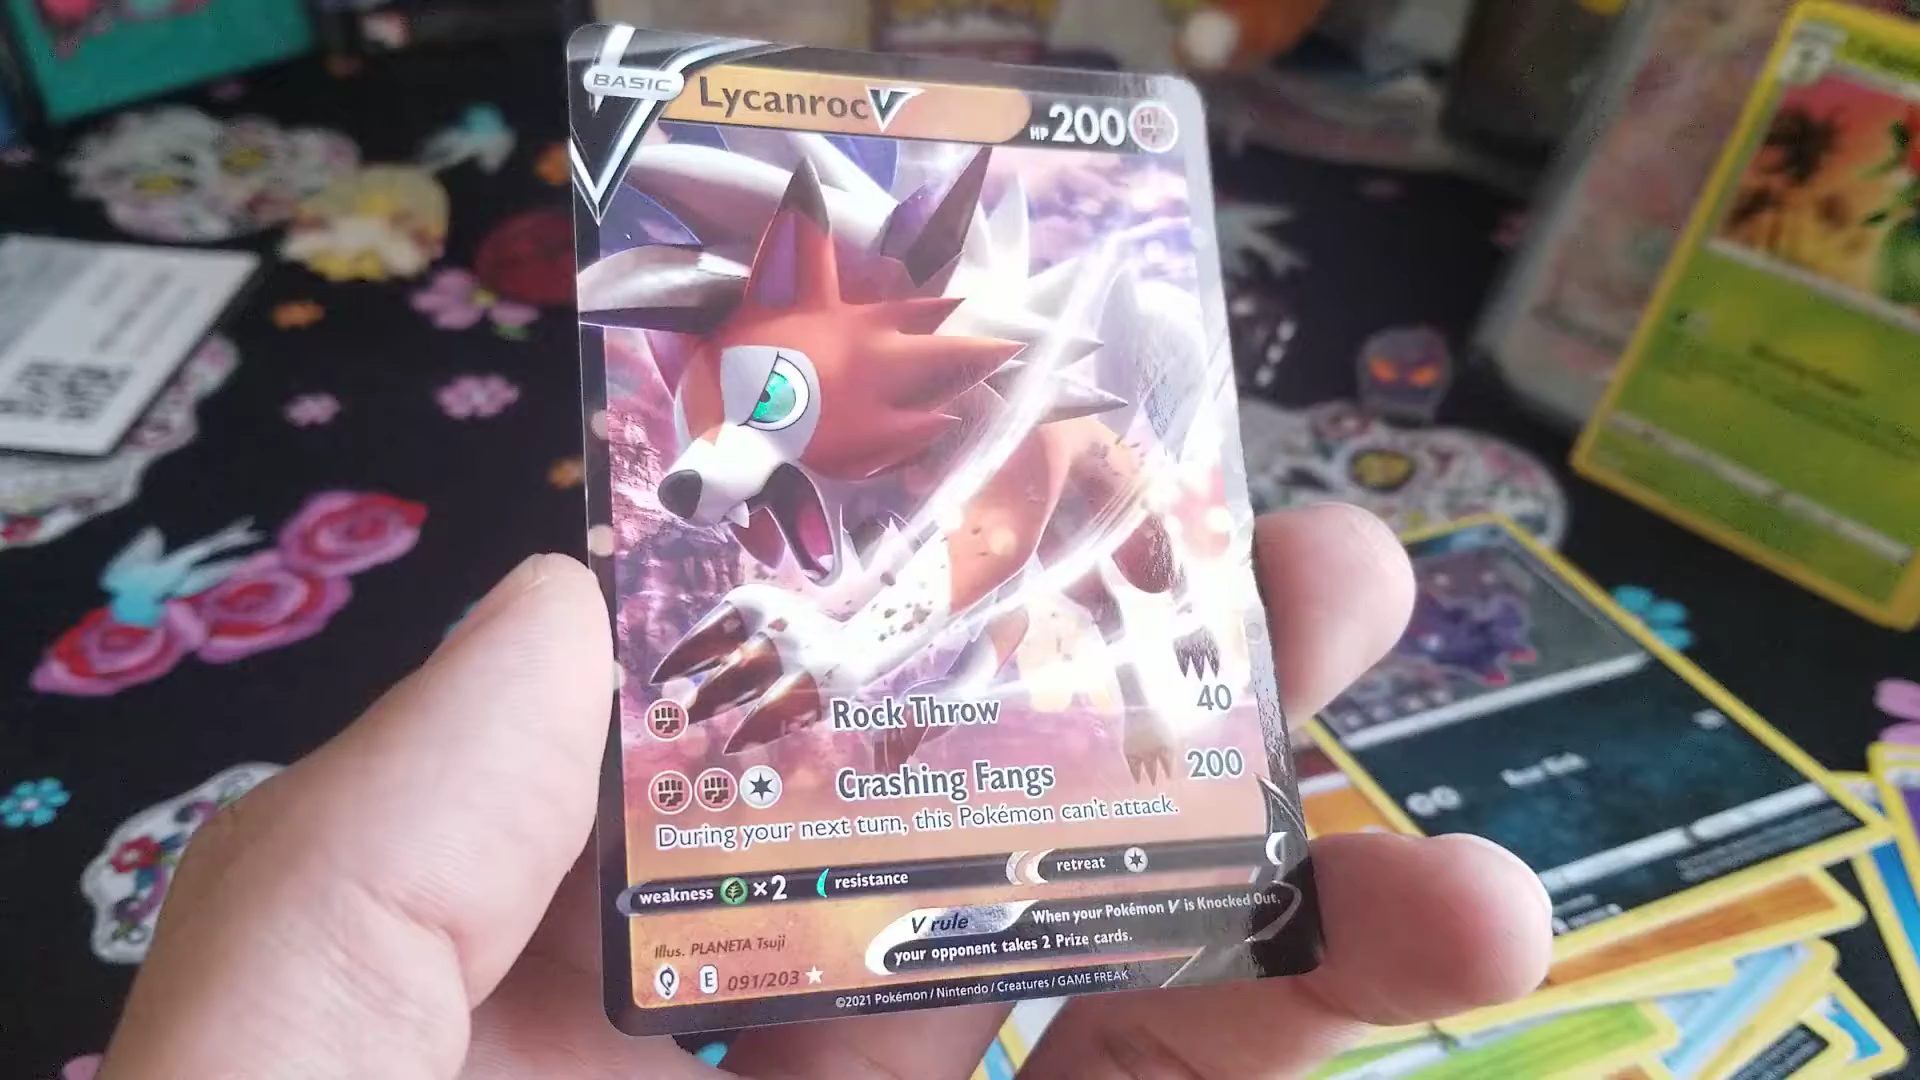 BASIC
Lycanroc V
HP 200
Rock Throw 40
Crashing Fangs 200
During your next turn, this Pokémon can't attack.
weakness ×2 resistance retreat
V rule When your Pokémon V is Knocked Out,
your opponent takes 2 Prize cards.
Illus. PLANETA Tsuji
E 091/203
©2021 Pokémon / Nintendo / Creatures / GAME FREAK